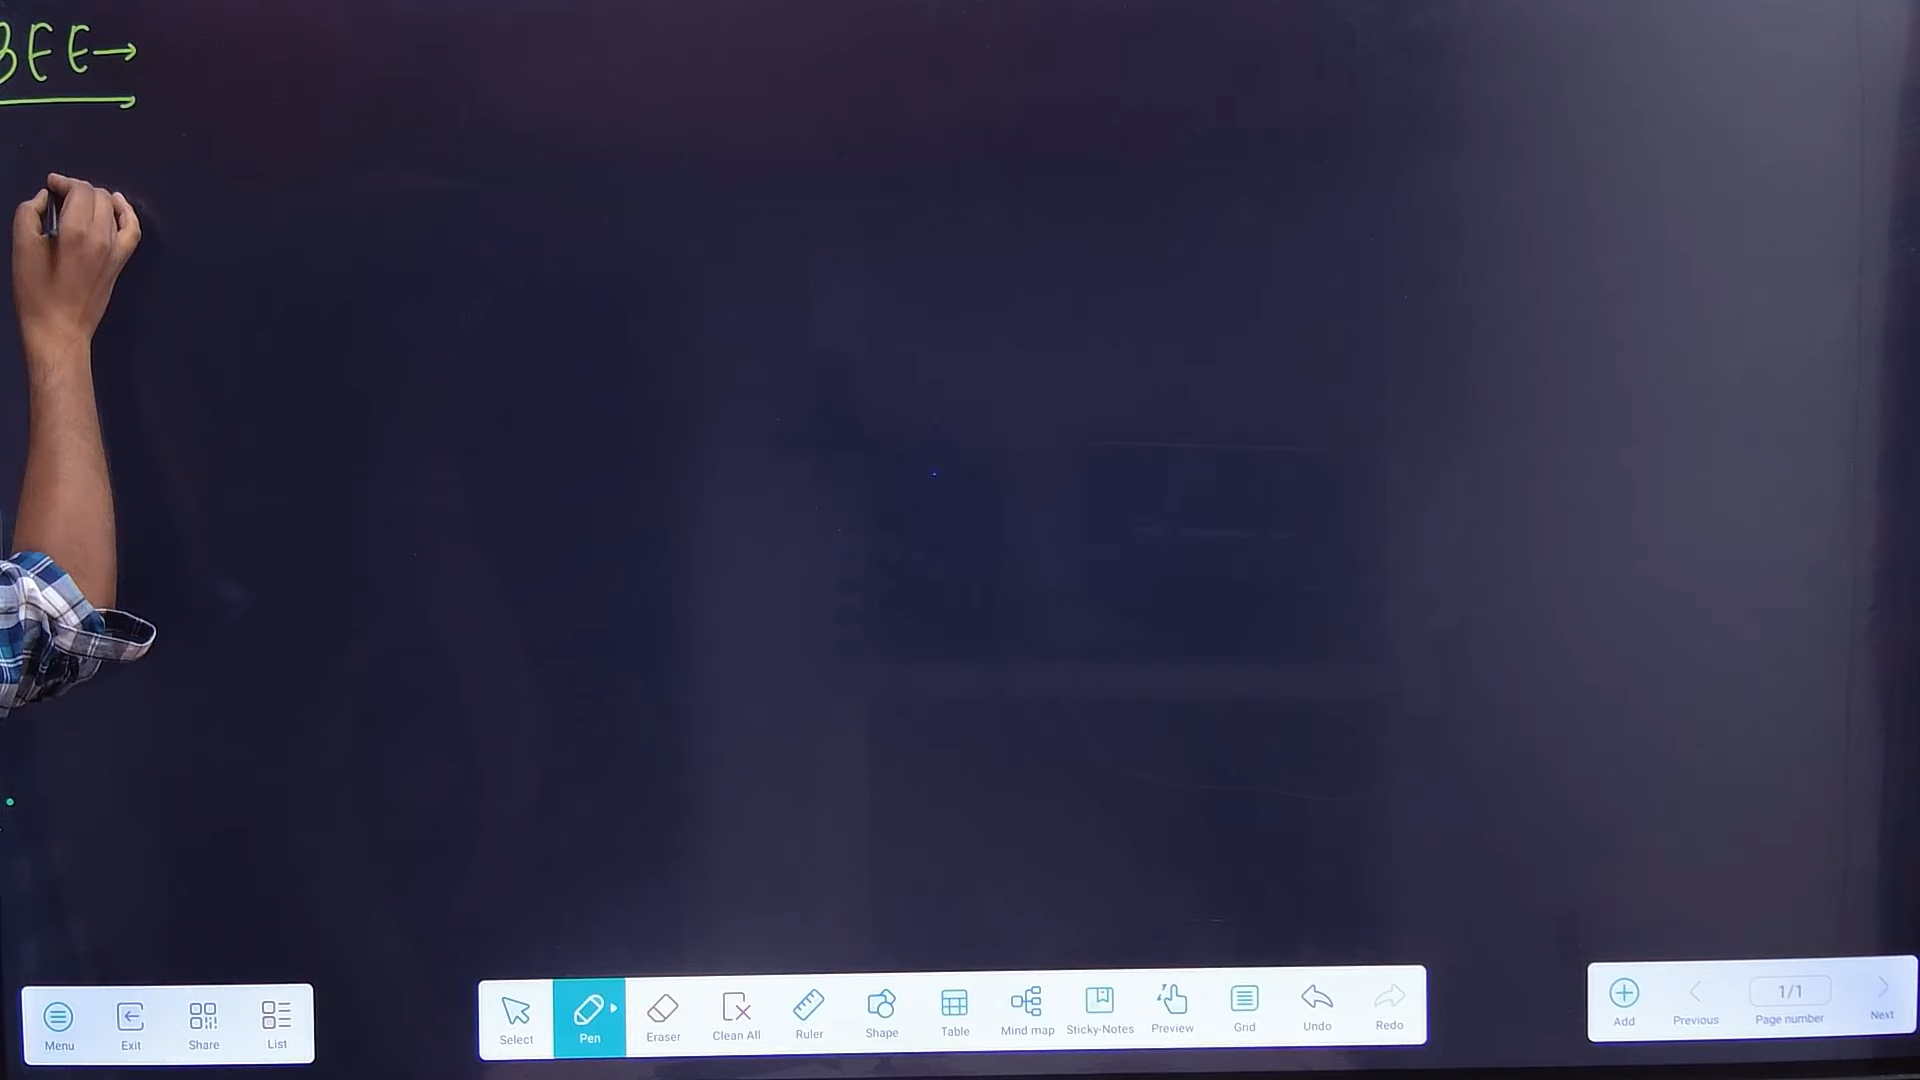 BEE→
Menu
Exit
Share
List
Select
Pen
Eraser
Clean All
Ruler
Shape
Table
Mind map
Sticky-Notes
Preview
Grid
Undo
Redo
Add
Previous
1/1
Page number
Next